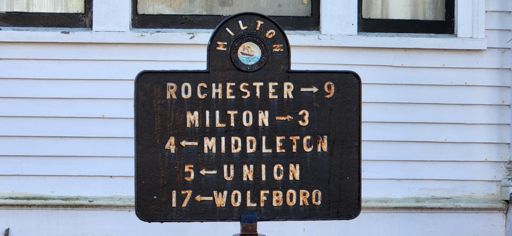 MILTON
ROCHESTER→9
MILTON→3
4←MIDDLETON
5←UNION
17←WOLFBORO